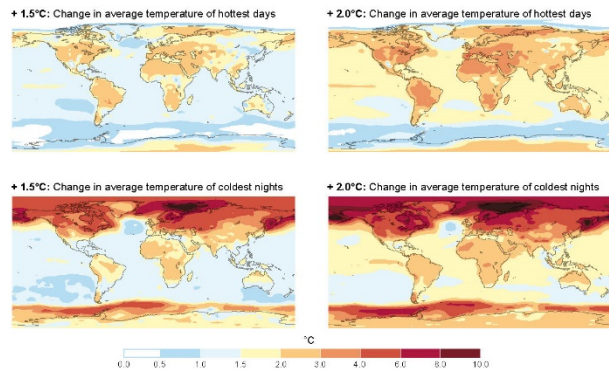 + 1.5°C: Change in average temperature of hottest days
+ 2.0°C: Change in average temperature of hottest days
+ 1.5°C: Change in average temperature of coldest nights
+ 2.0°C: Change in average temperature of coldest nights
°C
0.0 0.5 1.0 1.5 2.0 3.0 4.0 6.0 8.0 10.0